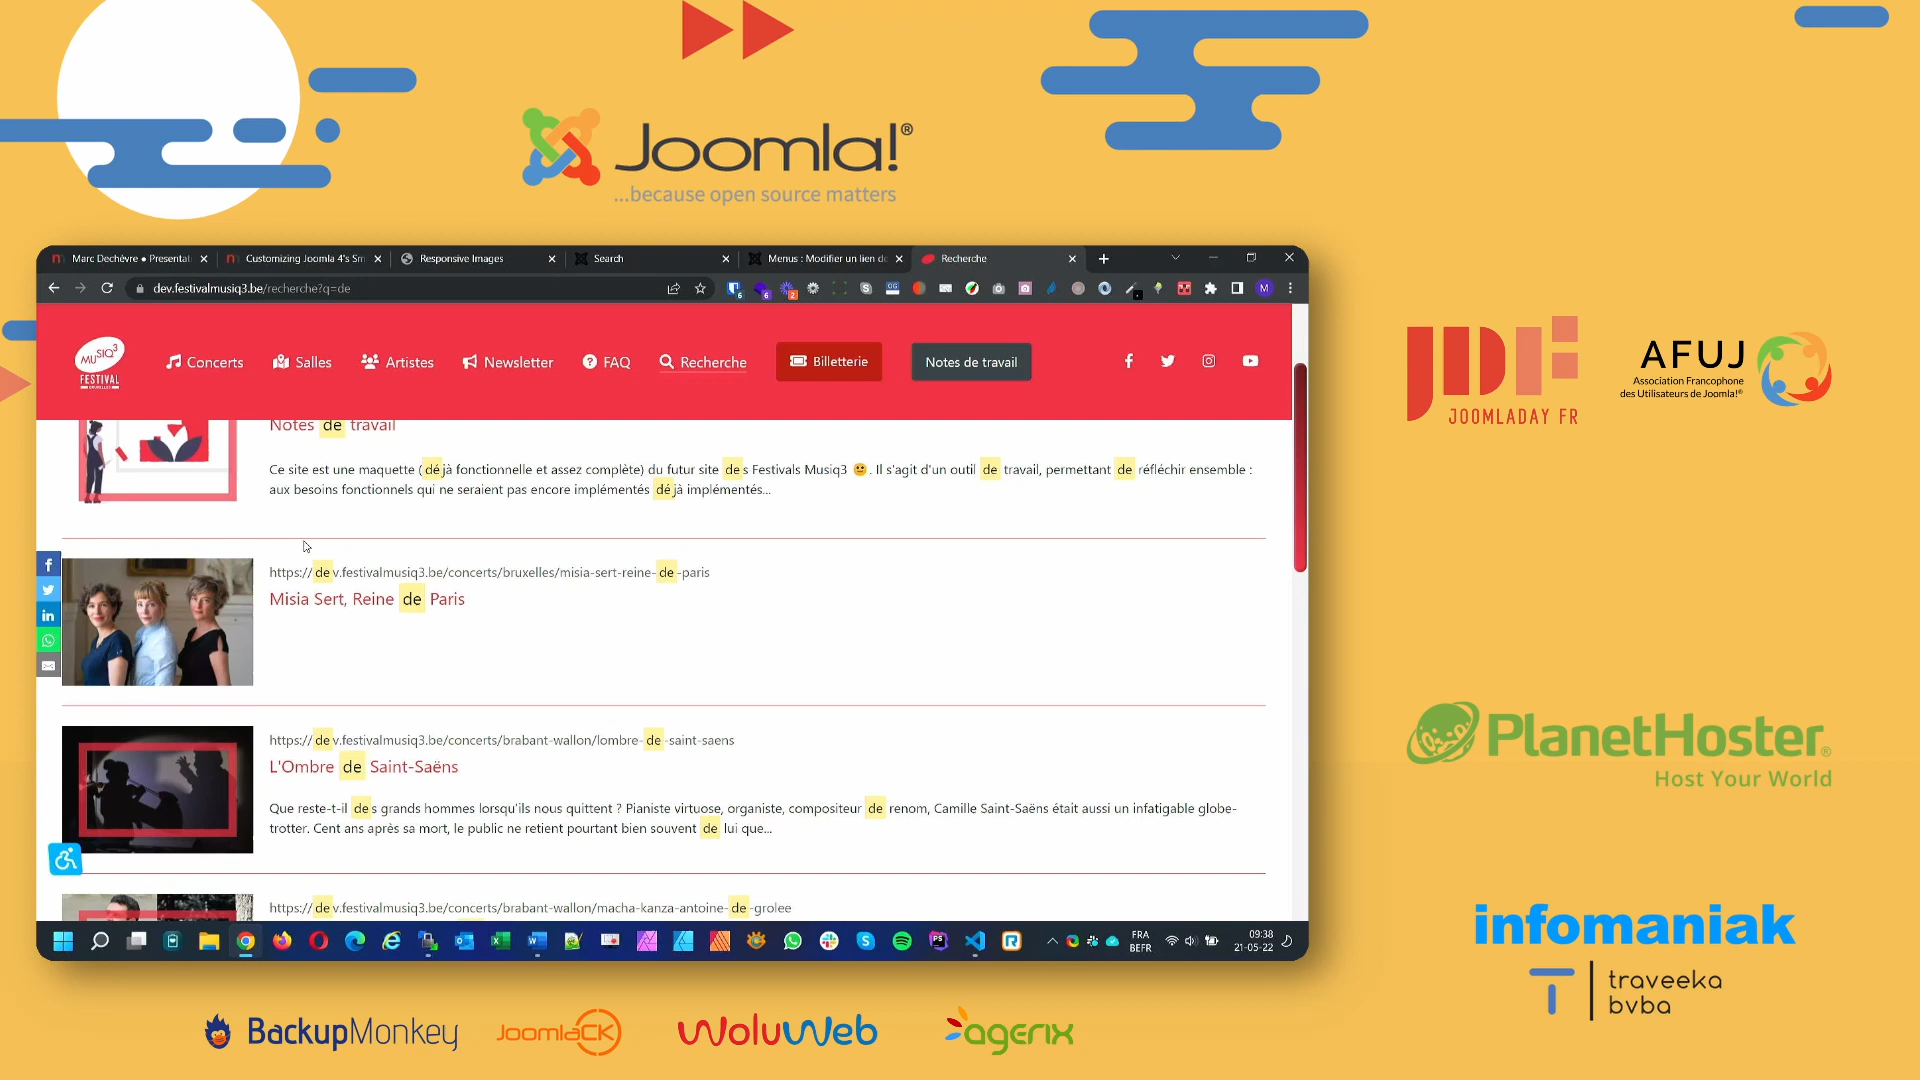 Joomla!®
...because open source matters
Marc Dechèvre ● Presentat
Customizing Joomla 4's Sm
Responsive Images
Search
Menus : Modifier un lien de
Recherche
dev.festivalmusiq3.be/recherche?q=de
MUSIQ3
FESTIVAL
Concerts
Salles
Artistes
Newsletter
FAQ
Recherche
Billetterie
Notes de travail
Notes de travail
Ce site est une maquette (déjà fonctionnelle et assez complète) du futur site des Festivals Musiq3 🙂. Il s'agit d'un outil de travail, permettant de réfléchir ensemble :
aux besoins fonctionnels qui ne seraient pas encore implémentés déjà implémentés...
https://dev.festivalmusiq3.be/concerts/bruxelles/misia-sert-reine-de-paris
Misia Sert, Reine de Paris
https://dev.festivalmusiq3.be/concerts/brabant-wallon/lombre-de-saint-saens
L'Ombre de Saint-Saëns
Que reste-t-il des grands hommes lorsqu'ils nous quittent ? Pianiste virtuose, organiste, compositeur de renom, Camille Saint-Saëns était aussi un infatigable globe-
trotter. Cent ans après sa mort, le public ne retient pourtant bien souvent de lui que...
https://dev.festivalmusiq3.be/concerts/brabant-wallon/macha-kanza-antoine-de-grolee
FRA
BEFR
09:38
21-05-22
JDF
JOOMLADAY FR
AFUJ
Association Francophone
des Utilisateurs de Joomla!®
PlanetHoster®
Host Your World
infomaniak
traveeka
bvba
BackupMonkey
JoomlaCK
WoluWeb
agerix